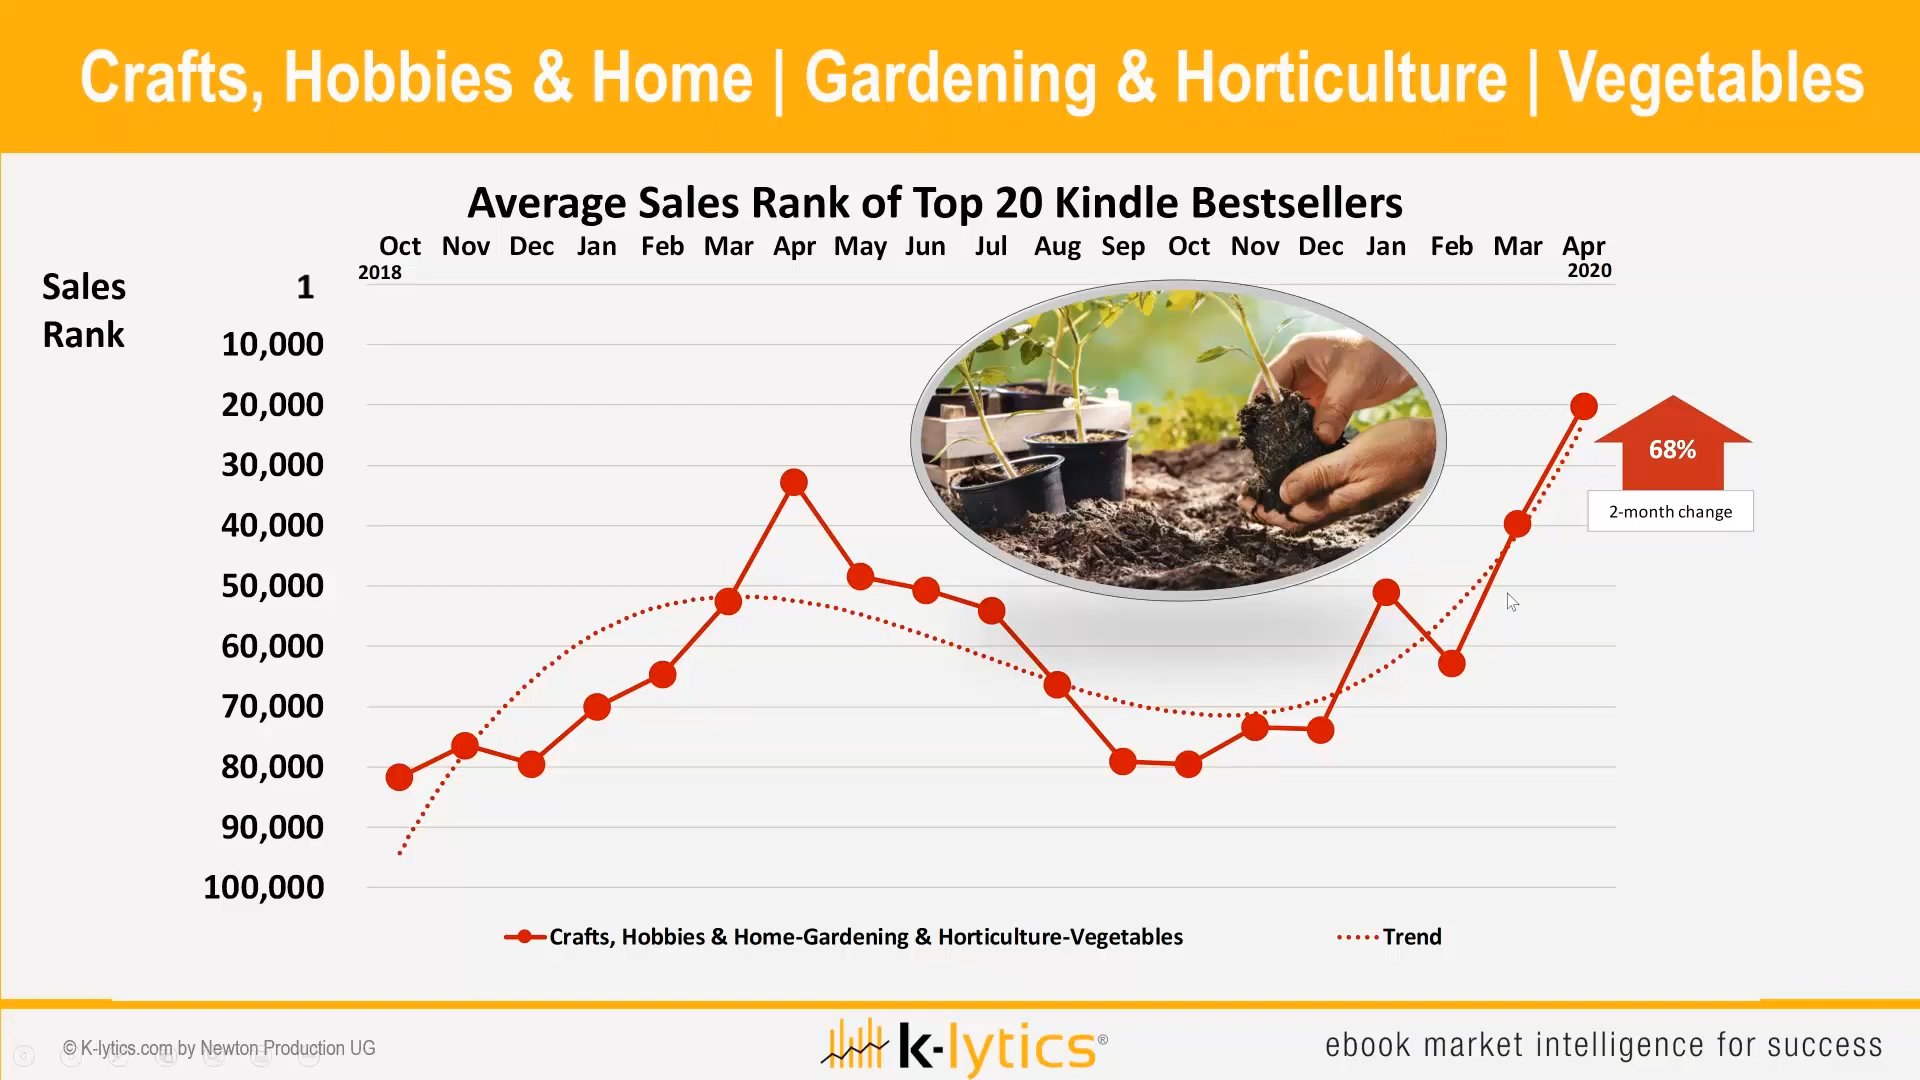 Crafts, Hobbies & Home | Gardening & Horticulture | Vegetables
Average Sales Rank of Top 20 Kindle Bestsellers
Oct Nov Dec Jan Feb Mar Apr May Jun Jul Aug Sep Oct Nov Dec Jan Feb Mar Apr
2018 2020
Sales
Rank
1
10,000
20,000
30,000
40,000
50,000
60,000
70,000
80,000
90,000
100,000
68%
2-month change
Crafts, Hobbies & Home-Gardening & Horticulture-Vegetables Trend
© K-lytics.com by Newton Production UG
k-lytics®
ebook market intelligence for success